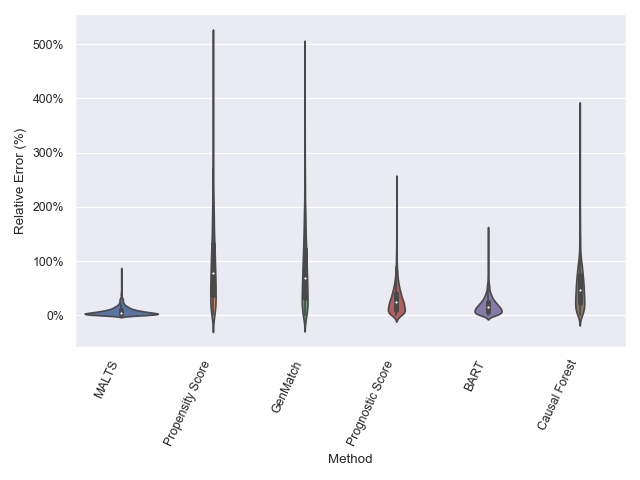 500%
400%
300%
200%
100%
0%
Relative Error (%)
MALTS
Propensity Score
GenMatch
Prognostic Score
BART
Causal Forest
Method